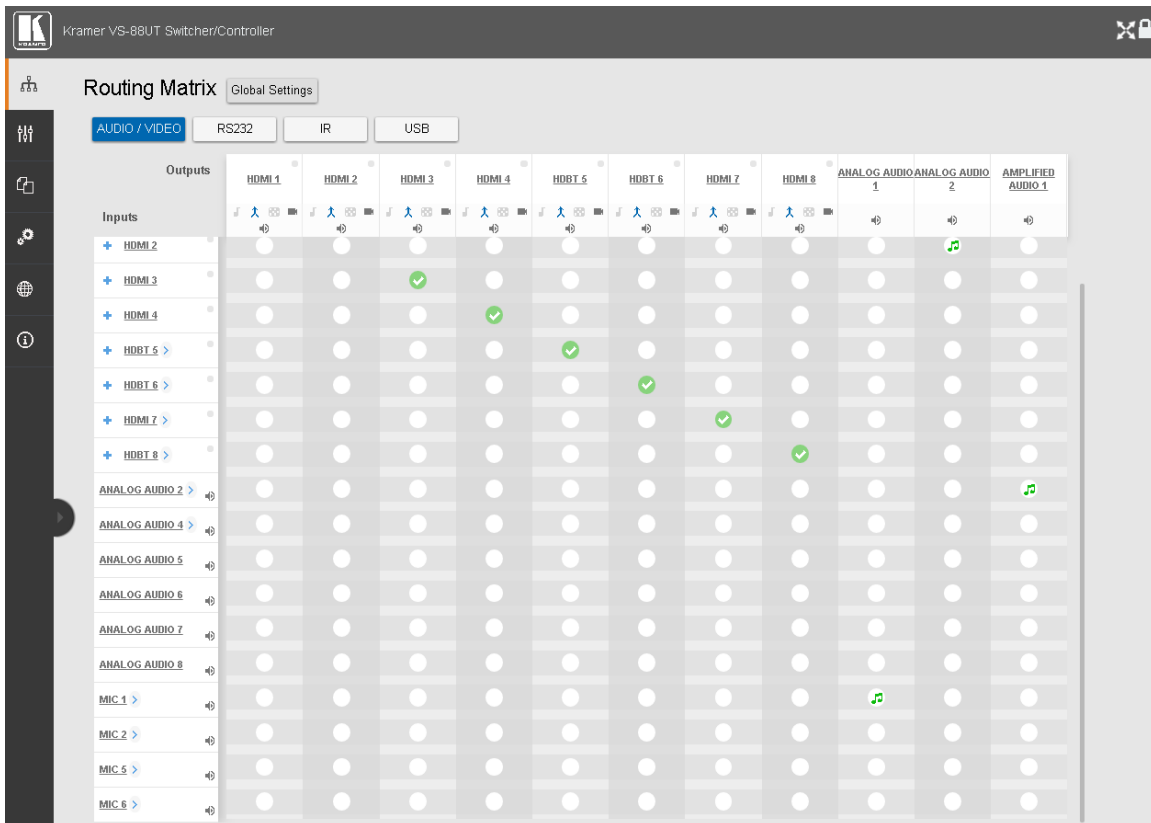 KRAMER
Kramer VS-88UT Switcher/Controller
Routing Matrix
Global Settings
AUDIO / VIDEO
RS232
IR
USB
Outputs
HDMI 1
HDMI 2
HDMI 3
HDMI 4
HDBT 5
HDBT 6
HDMI 7
HDMI 8
ANALOG AUDIO 1
ANALOG AUDIO 2
AMPLIFIED AUDIO 1
Inputs
HDMI 2
HDMI 3
HDMI 4
HDBT 5
HDBT 6
HDMI 7
HDBT 8
ANALOG AUDIO 2
ANALOG AUDIO 4
ANALOG AUDIO 5
ANALOG AUDIO 6
ANALOG AUDIO 7
ANALOG AUDIO 8
MIC 1
MIC 2
MIC 5
MIC 6